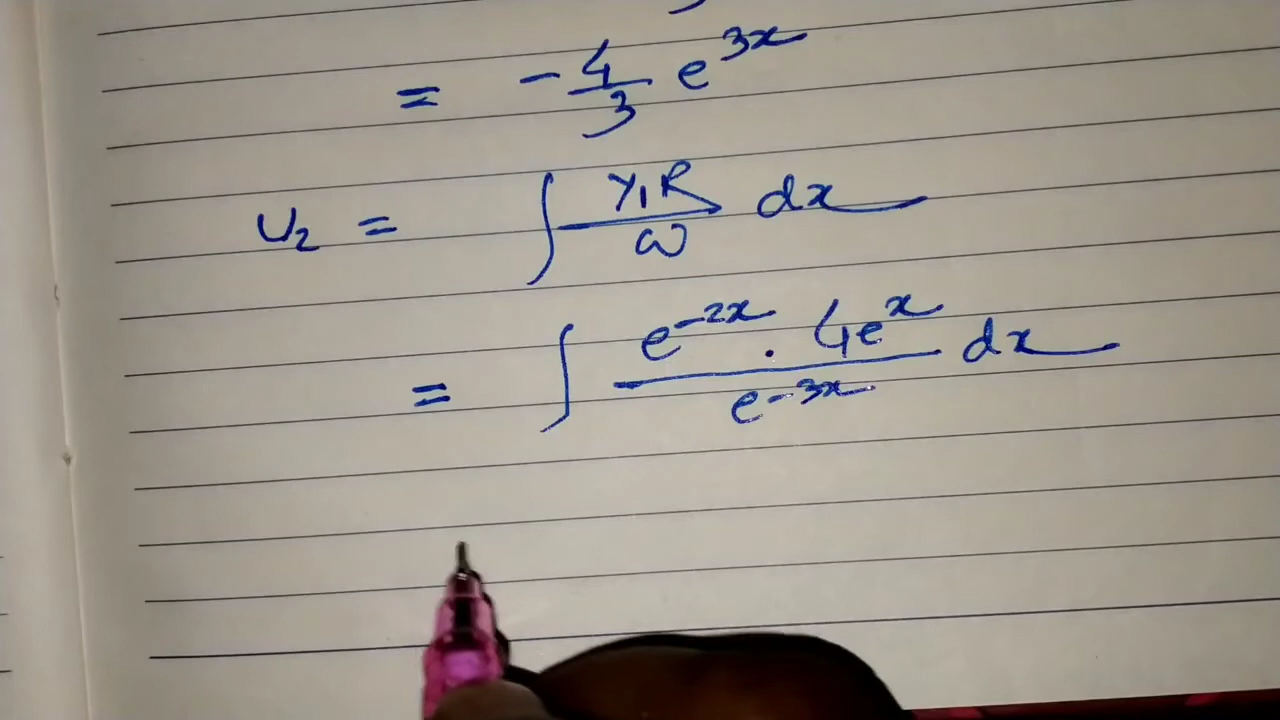 = -4/3 e^{3x}
U₂ = ∫ y₁R/ω dx
= ∫ e^{-2x} . 4e^{x} / e^{-3x} dx